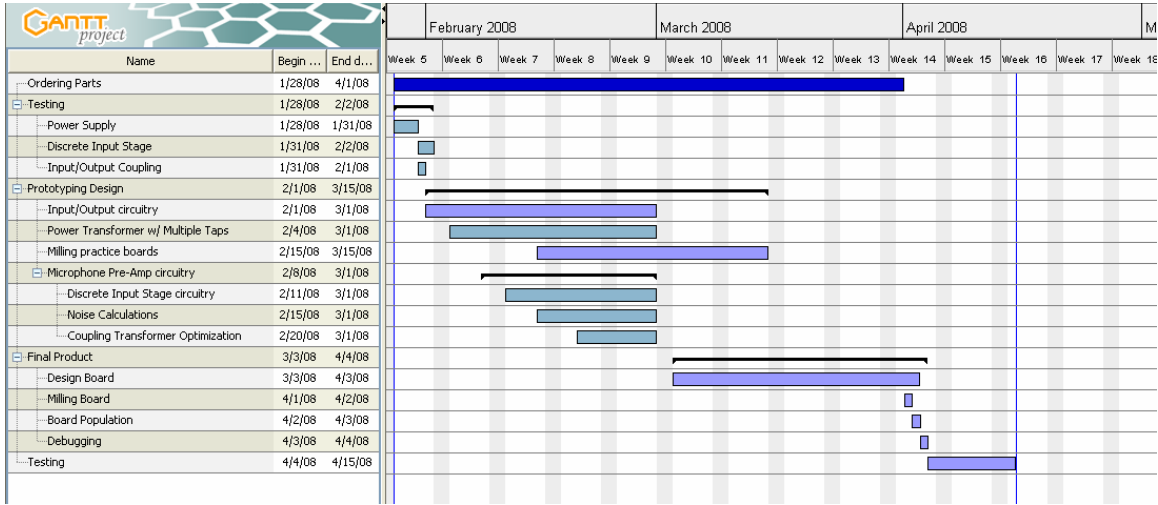 GANTT
project
February 2008 March 2008 April 2008 M
Name Begin ... End d... Week 5 Week 6 Week 7 Week 8 Week 9 Week 10 Week 11 Week 12 Week 13 Week 14 Week 15 Week 16 Week 17 Week 18
Ordering Parts 1/28/08 4/1/08
Testing 1/28/08 2/2/08
Power Supply 1/28/08 1/31/08
Discrete Input Stage 1/31/08 2/2/08
Input/Output Coupling 1/31/08 2/1/08
Prototyping Design 2/1/08 3/15/08
Input/Output circuitry 2/1/08 3/1/08
Power Transformer w/ Multiple Taps 2/4/08 3/1/08
Milling practice boards 2/15/08 3/15/08
Microphone Pre-Amp circuitry 2/8/08 3/1/08
Discrete Input Stage circuitry 2/11/08 3/1/08
Noise Calculations 2/15/08 3/1/08
Coupling Transformer Optimization 2/20/08 3/1/08
Final Product 3/3/08 4/4/08
Design Board 3/3/08 4/3/08
Milling Board 4/1/08 4/2/08
Board Population 4/2/08 4/3/08
Debugging 4/3/08 4/4/08
Testing 4/4/08 4/15/08